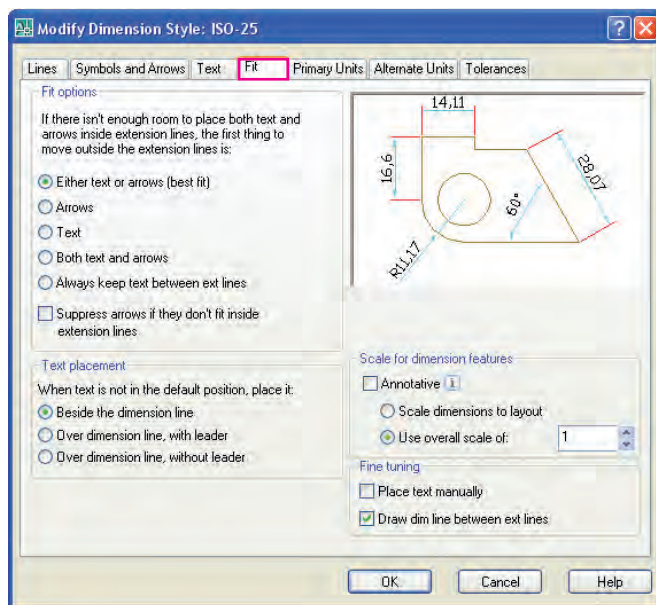 Modify Dimension Style: ISO-25
Lines Symbols and Arrows Text Fit Primary Units Alternate Units Tolerances
Fit options
If there isn't enough room to place both text and
arrows inside extension lines, the first thing to
move outside the extension lines is:
Either text or arrows (best fit)
Arrows
Text
Both text and arrows
Always keep text between ext lines
Suppress arrows if they don't fit inside
extension lines
14,11
16,6
28,07
60°
R11,17
Text placement
When text is not in the default position, place it:
Beside the dimension line
Over dimension line, with leader
Over dimension line, without leader
Scale for dimension features
Annotative
Scale dimensions to layout
Use overall scale of: 1
Fine tuning
Place text manually
Draw dim line between ext lines
OK Cancel Help